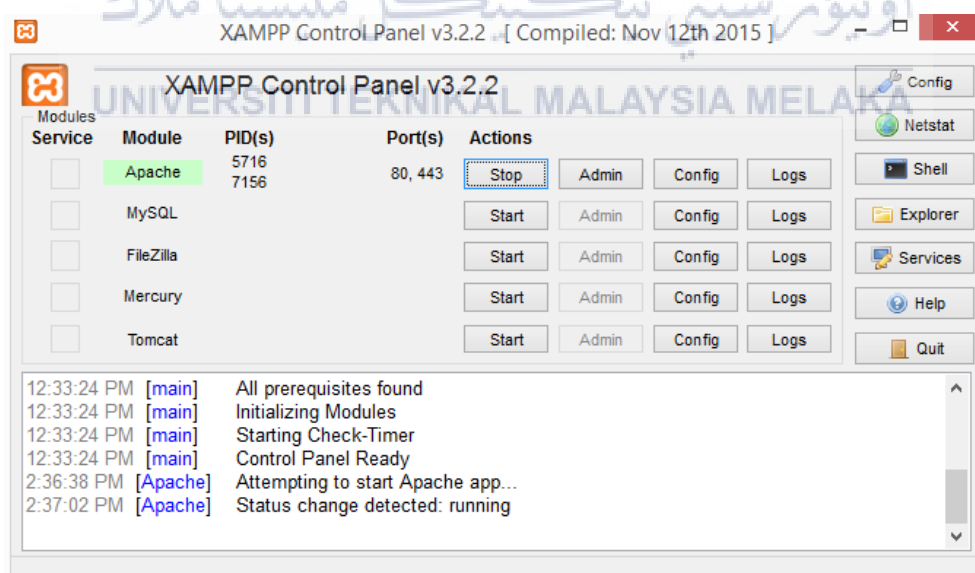 اونيورسيتي تيكنيكل مليسيا ملاك
XAMPP Control Panel v3.2.2 [ Compiled: Nov 12th 2015 ]
XAMPP Control Panel v3.2.2
UNIVERSITI TEKNIKAL MALAYSIA MELAKA
Config
Modules
Service Module PID(s) Port(s) Actions
Netstat
Apache 5716 80, 443 Stop Admin Config Logs
7156
Shell
MySQL Start Admin Config Logs
Explorer
FileZilla Start Admin Config Logs
Services
Mercury Start Admin Config Logs
Help
Tomcat Start Admin Config Logs
Quit
12:33:24 PM [main] All prerequisites found
12:33:24 PM [main] Initializing Modules
12:33:24 PM [main] Starting Check-Timer
12:33:24 PM [main] Control Panel Ready
2:36:38 PM [Apache] Attempting to start Apache app...
2:37:02 PM [Apache] Status change detected: running